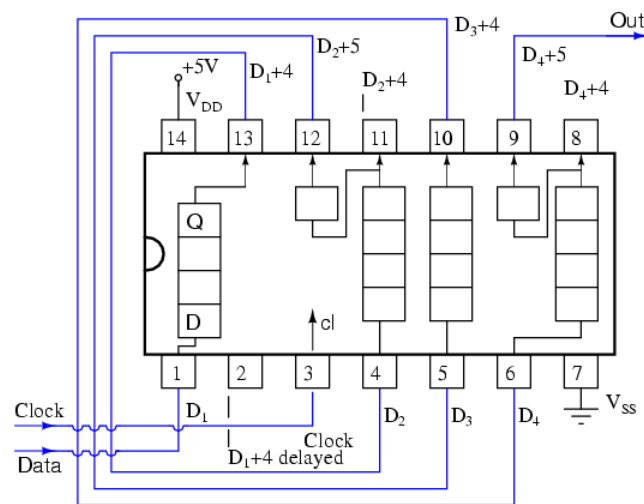 Out
D3+4
D2+5
D4+5
+5V
D1+4
D2+4
D4+4
VDD
14
13
12
11
10
9
8
Q
D
cl
1
2
3
4
5
6
7
Clock
D1
D2
D3
D4
VSS
Clock
Data
D1+4 delayed